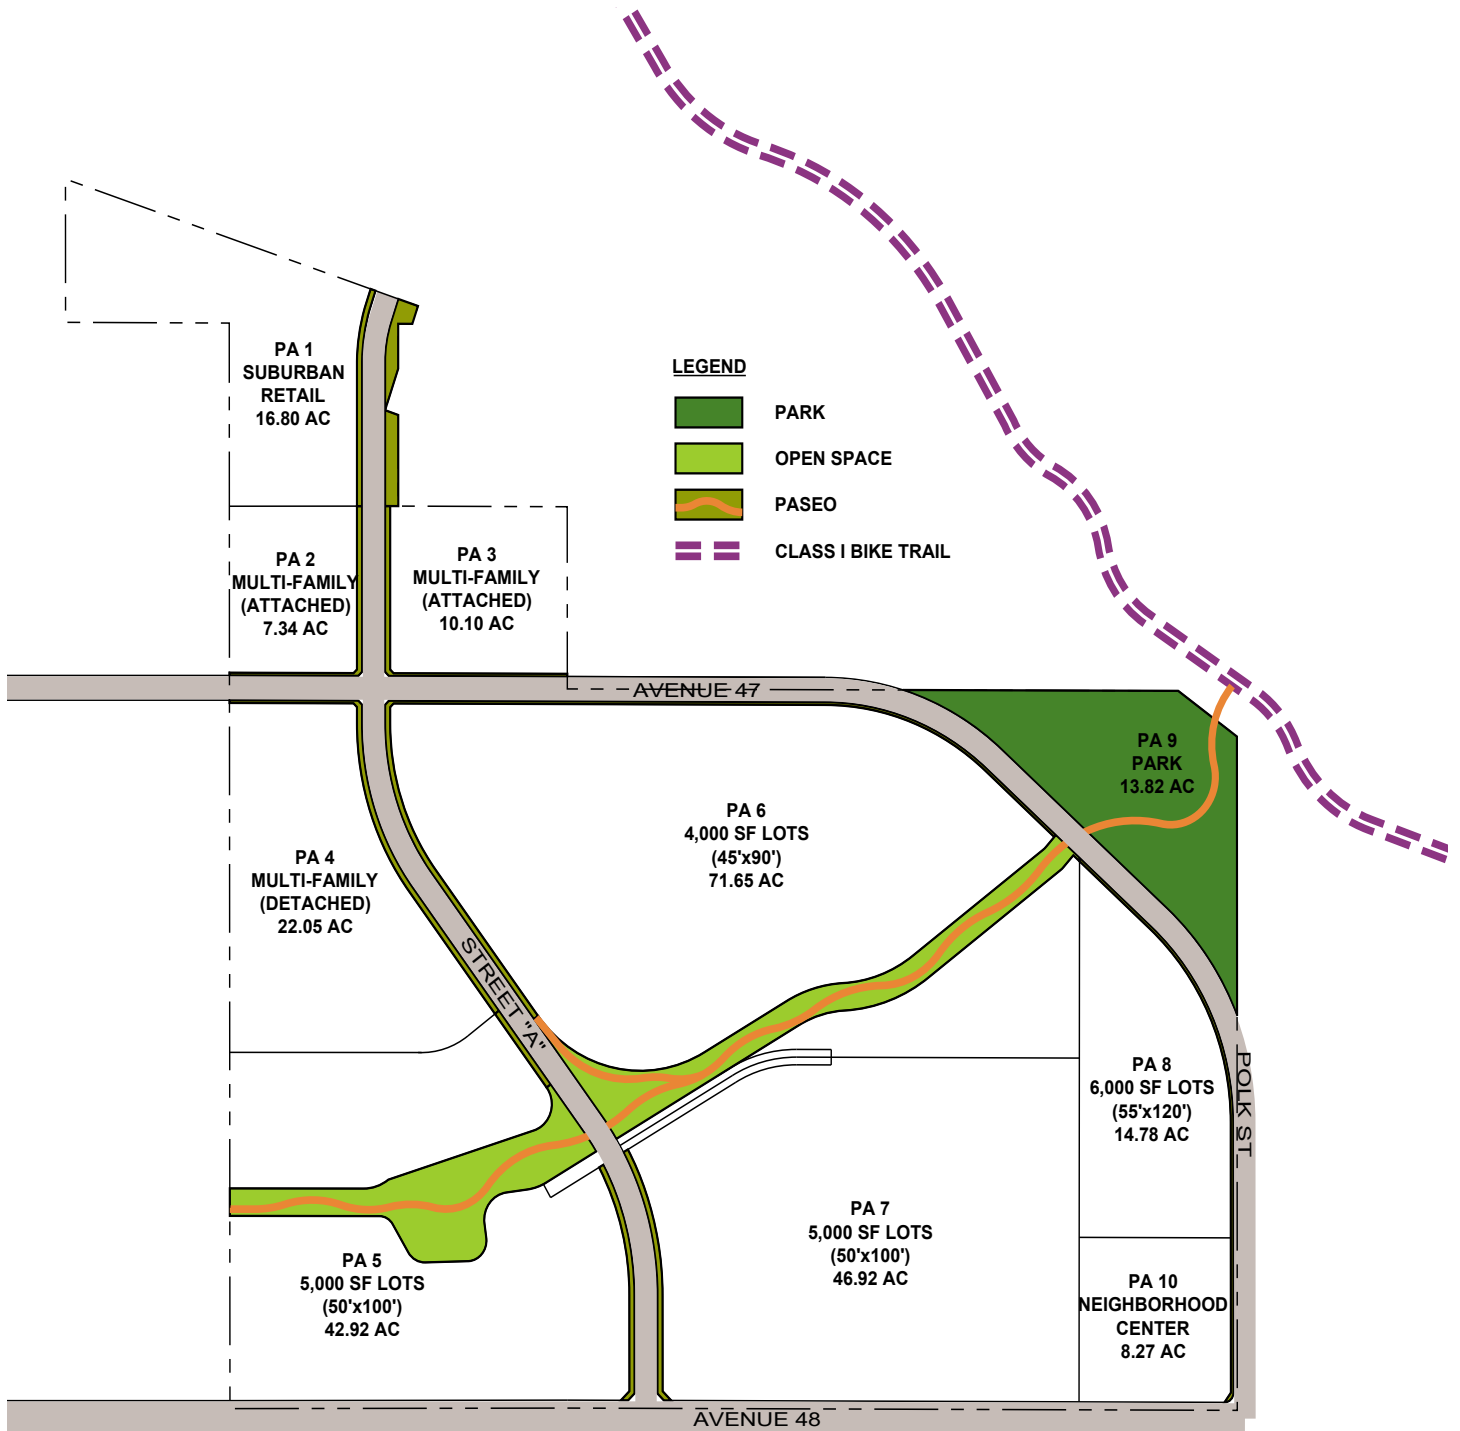 PA 1
SUBURBAN
RETAIL
16.80 AC
LEGEND
PARK
OPEN SPACE
PASEO
CLASS I BIKE TRAIL
PA 2
MULTI-FAMILY
(ATTACHED)
7.34 AC
PA 3
MULTI-FAMILY
(ATTACHED)
10.10 AC
AVENUE 47
PA 9
PARK
13.82 AC
PA 6
4,000 SF LOTS
(45'x90')
71.65 AC
PA 4
MULTI-FAMILY
(DETACHED)
22.05 AC
STREET "A"
POLK ST
PA 8
6,000 SF LOTS
(55'x120')
14.78 AC
PA 7
5,000 SF LOTS
(50'x100')
46.92 AC
PA 5
5,000 SF LOTS
(50'x100')
42.92 AC
PA 10
NEIGHBORHOOD
CENTER
8.27 AC
AVENUE 48